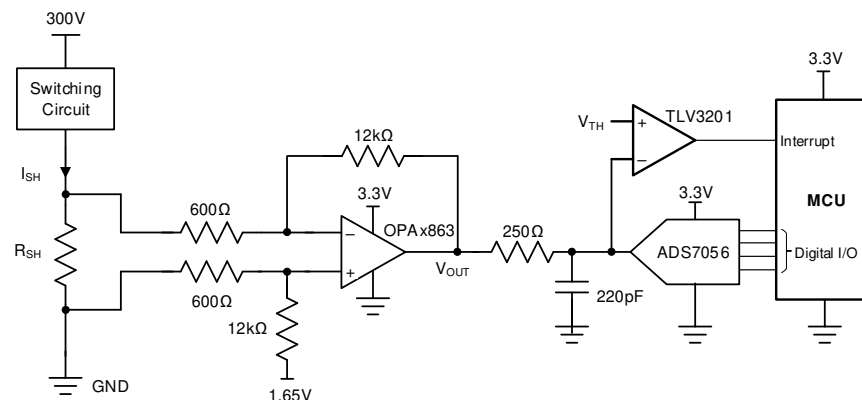 300V
Switching
Circuit
I_SH
R_SH
GND
600Ω
600Ω
12kΩ
12kΩ
1.65V
3.3V
OPAx863
−
+
V_OUT
250Ω
220pF
V_TH
+
−
TLV3201
3.3V
ADS7056
3.3V
Interrupt
MCU
Digital I/O